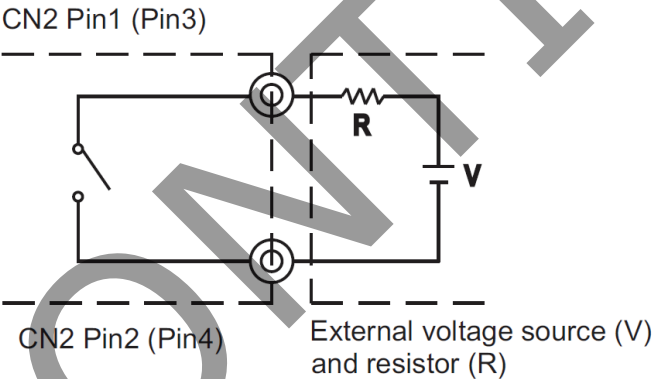 CN2 Pin1 (Pin3)
R
V
CN2 Pin2 (Pin4)
External voltage source (V)
and resistor (R)